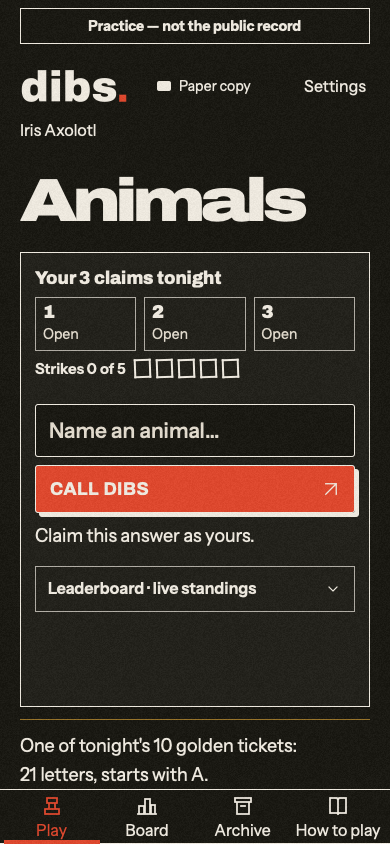 Practice — not the public record
dibs.
Paper copy
Settings
Iris Axolotl
Animals
Your 3 claims tonight
1
Open
2
Open
3
Open
Strikes 0 of 5
Name an animal...
CALL DIBS
Claim this answer as yours.
Leaderboard · live standings
One of tonight's 10 golden tickets:
21 letters, starts with A.
Play
Board
Archive
How to play